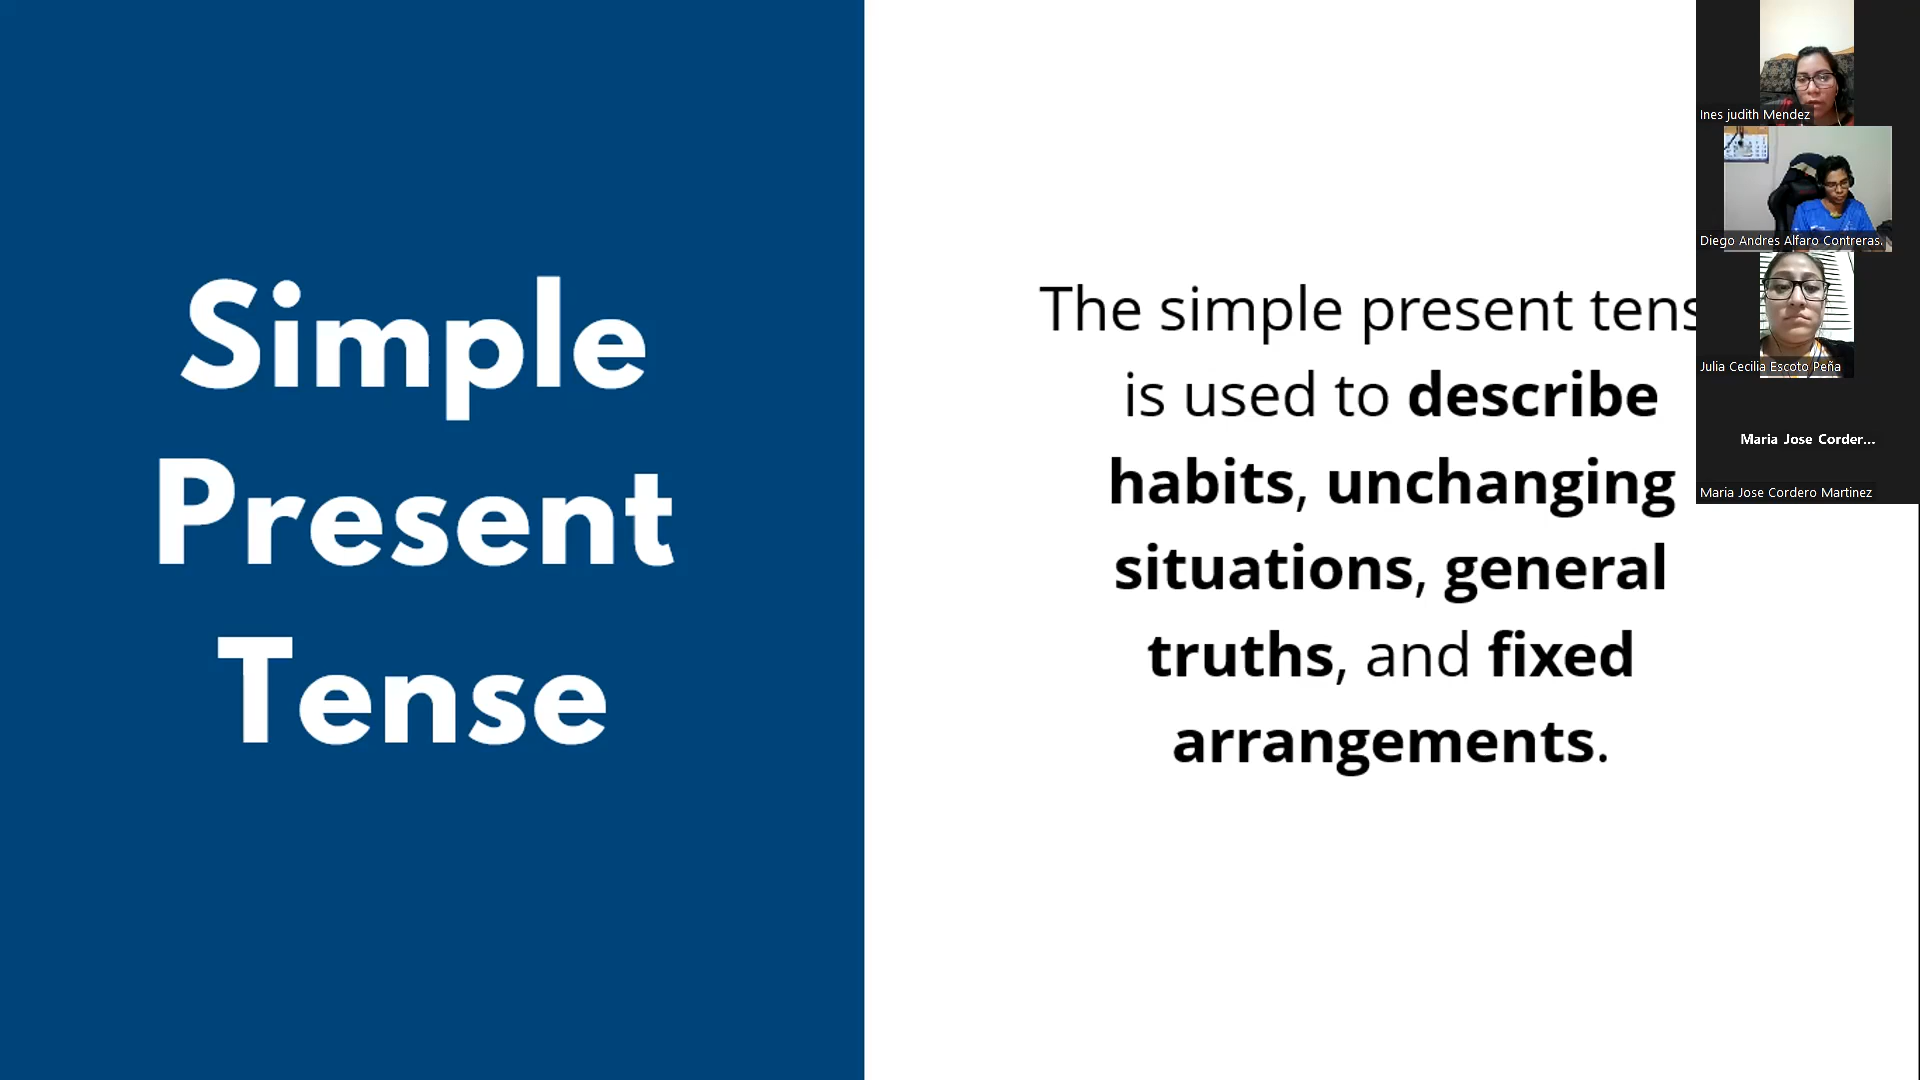 Simple
Present
Tense
The simple present tens
is used to describe
habits, unchanging
situations, general
truths, and fixed
arrangements.
Ines judith Mendez
Diego Andres Alfaro Contreras.
Julia Cecilia Escoto Peña
Maria Jose Corder...
Maria Jose Cordero Martinez